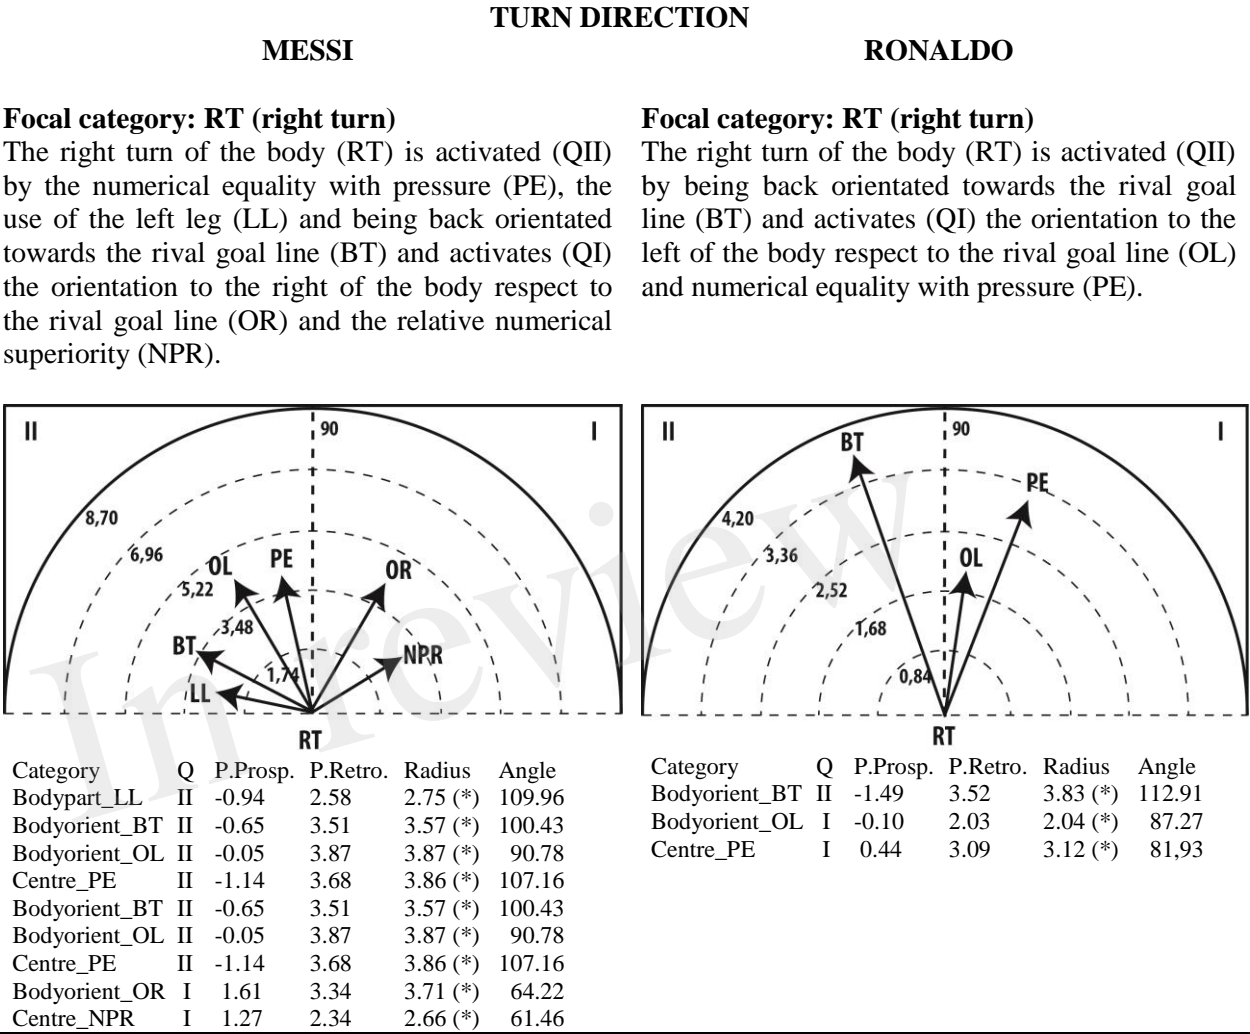 TURN DIRECTION
MESSI
RONALDO
Focal category: RT (right turn)
The right turn of the body (RT) is activated (QII)
by the numerical equality with pressure (PE), the
use of the left leg (LL) and being back orientated
towards the rival goal line (BT) and activates (QI)
the orientation to the right of the body respect to
the rival goal line (OR) and the relative numerical
superiority (NPR).
Focal category: RT (right turn)
The right turn of the body (RT) is activated (QII)
by being back orientated towards the rival goal
line (BT) and activates (QI) the orientation to the
left of the body respect to the rival goal line (OL)
and numerical equality with pressure (PE).
II
90
I
8,70
6,96
OL
PE
OR
5,22
3,48
BT
NPR
1,74
LL
RT
Category Q P.Prosp. P.Retro. Radius Angle
Bodypart_LL II -0.94 2.58 2.75 (*) 109.96
Bodyorient_BT II -0.65 3.51 3.57 (*) 100.43
Bodyorient_OL II -0.05 3.87 3.87 (*) 90.78
Centre_PE II -1.14 3.68 3.86 (*) 107.16
Bodyorient_BT II -0.65 3.51 3.57 (*) 100.43
Bodyorient_OL II -0.05 3.87 3.87 (*) 90.78
Centre_PE II -1.14 3.68 3.86 (*) 107.16
Bodyorient_OR I 1.61 3.34 3.71 (*) 64.22
Centre_NPR I 1.27 2.34 2.66 (*) 61.46
II
BT
90
I
PE
4,20
3,36
OL
2,52
1,68
0,84
RT
Category Q P.Prosp. P.Retro. Radius Angle
Bodyorient_BT II -1.49 3.52 3.83 (*) 112.91
Bodyorient_OL I -0.10 2.03 2.04 (*) 87.27
Centre_PE I 0.44 3.09 3.12 (*) 81,93
In review